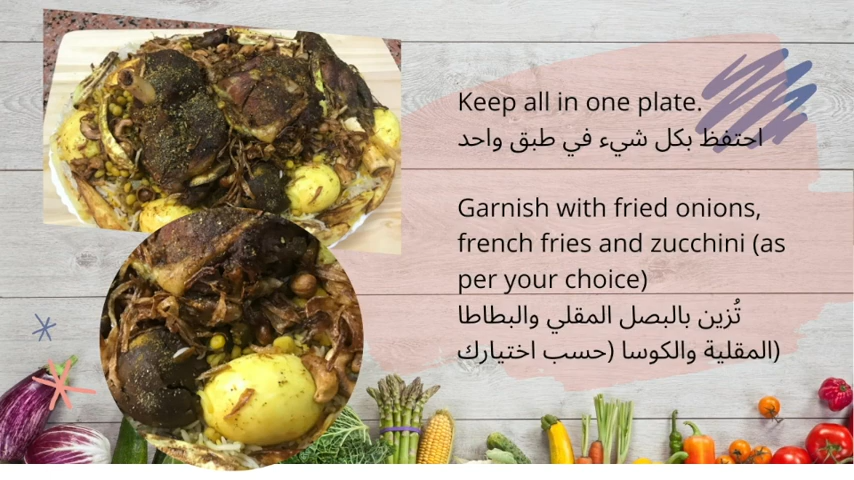 Keep all in one plate.
احتفظ بكل شيء في طبق واحد
Garnish with fried onions,
french fries and zucchini (as
per your choice)
تُزين بالبصل المقلي والبطاطا
المقلية والكوسا (حسب اختيارك)